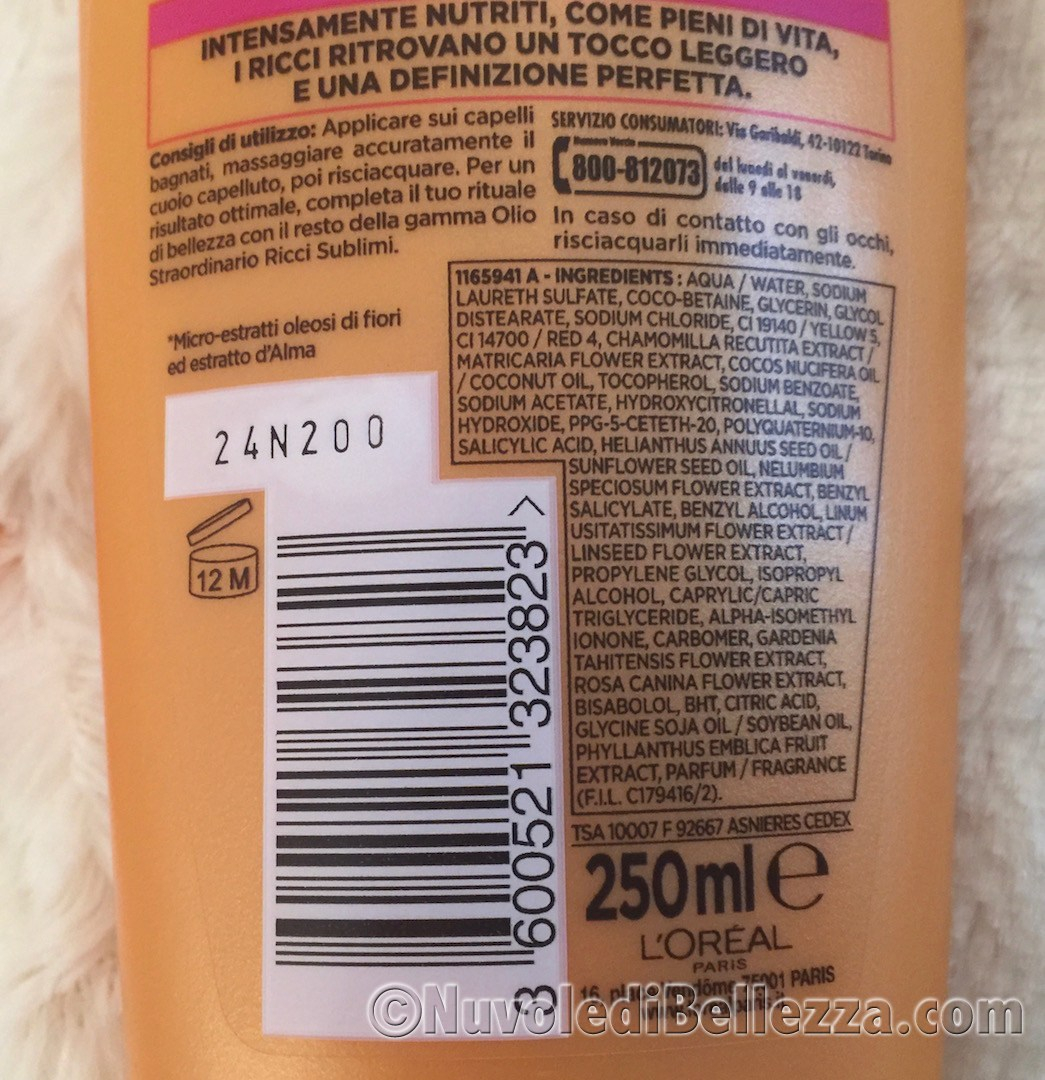 INTENSAMENTE NUTRITI, COME PIENI DI VITA,
I RICCI RITROVANO UN TOCCO LEGGERO
E UNA DEFINIZIONE PERFETTA.
Consigli di utilizzo: Applicare sui capelli
bagnati, massaggiare accuratamente il
cuoio capelluto, poi risciacquare. Per un
risultato ottimale, completa il tuo rituale
di bellezza con il resto della gamma Olio
Straordinario Ricci Sublimi.
*Micro-estratti oleosi di fiori
ed estratto d'Alma
SERVIZIO CONSUMATORI: Via Garibaldi, 42-10122 Torino
Numero Verde
800-812073
dal lunedì al venerdì,
dalle 9 alle 18
In caso di contatto con gli occhi,
risciacquarli immediatamente.
1165941 A - INGREDIENTS : AQUA / WATER, SODIUM
LAURETH SULFATE, COCO-BETAINE, GLYCERIN, GLYCOL
DISTEARATE, SODIUM CHLORIDE, CI 19140 / YELLOW 5,
CI 14700 / RED 4, CHAMOMILLA RECUTITA EXTRACT /
MATRICARIA FLOWER EXTRACT, COCOS NUCIFERA OIL
/ COCONUT OIL, TOCOPHEROL, SODIUM BENZOATE,
SODIUM ACETATE, HYDROXYCITRONELLAL, SODIUM
HYDROXIDE, PPG-5-CETETH-20, POLYQUATERNIUM-10,
SALICYLIC ACID, HELIANTHUS ANNUUS SEED OIL /
SUNFLOWER SEED OIL, NELUMBIUM
SPECIOSUM FLOWER EXTRACT, BENZYL
SALICYLATE, BENZYL ALCOHOL, LINUM
USITATISSIMUM FLOWER EXTRACT /
LINSEED FLOWER EXTRACT,
PROPYLENE GLYCOL, ISOPROPYL
ALCOHOL, CAPRYLIC/CAPRIC
TRIGLYCERIDE, ALPHA-ISOMETHYL
IONONE, CARBOMER, GARDENIA
TAHITENSIS FLOWER EXTRACT,
ROSA CANINA FLOWER EXTRACT,
BISABOLOL, BHT, CITRIC ACID,
GLYCINE SOJA OIL / SOYBEAN OIL,
PHYLLANTHUS EMBLICA FRUIT
EXTRACT, PARFUM / FRAGRANCE
(F.I.L. C179416/2).
24N200
12 M
3 600521 323823 >
TSA 10007 F 92667 ASNIERES CEDEX
250 ml e
L'ORÉAL
PARIS
16, place vendôme 75001 PARIS
©NuvolediBellezza.com